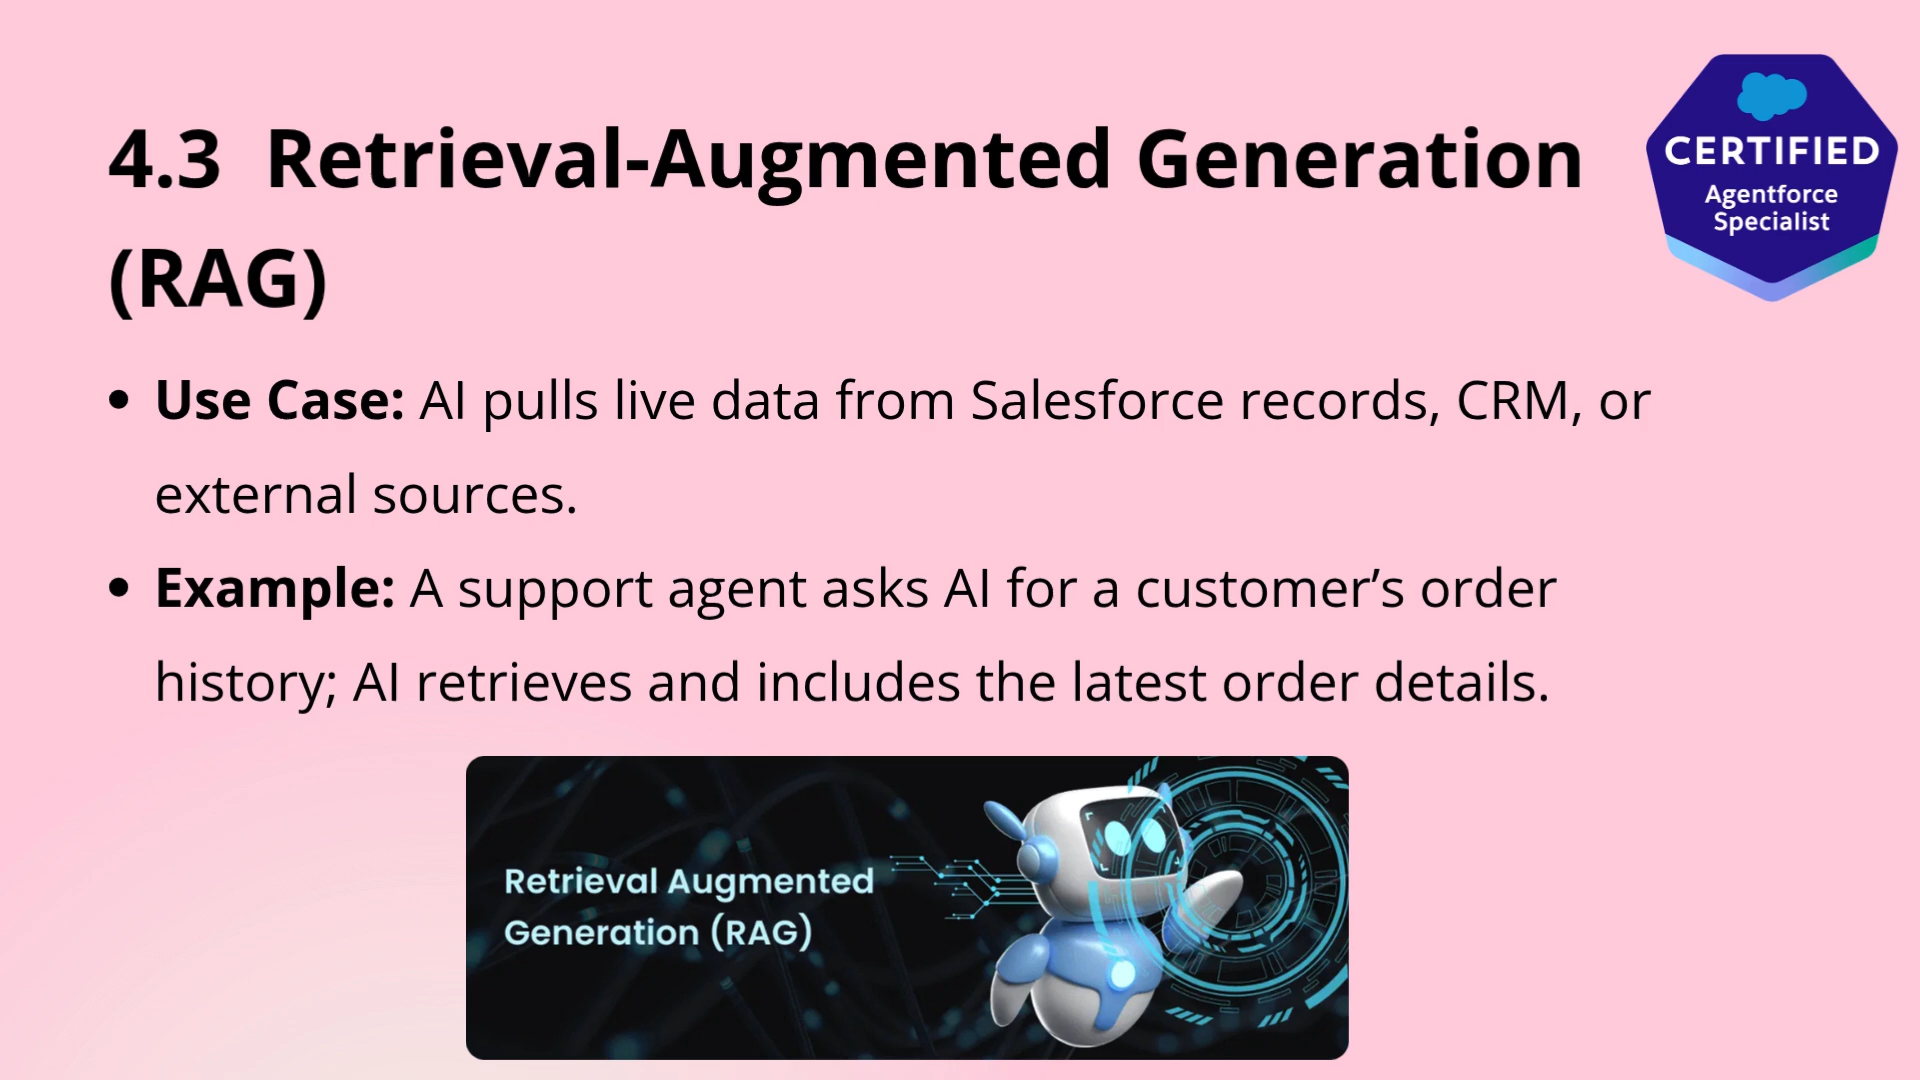 4.3  Retrieval-Augmented Generation
(RAG)
CERTIFIED
Agentforce
Specialist
• Use Case: AI pulls live data from Salesforce records, CRM, or
external sources.
• Example: A support agent asks AI for a customer’s order
history; AI retrieves and includes the latest order details.
Retrieval Augmented
Generation (RAG)